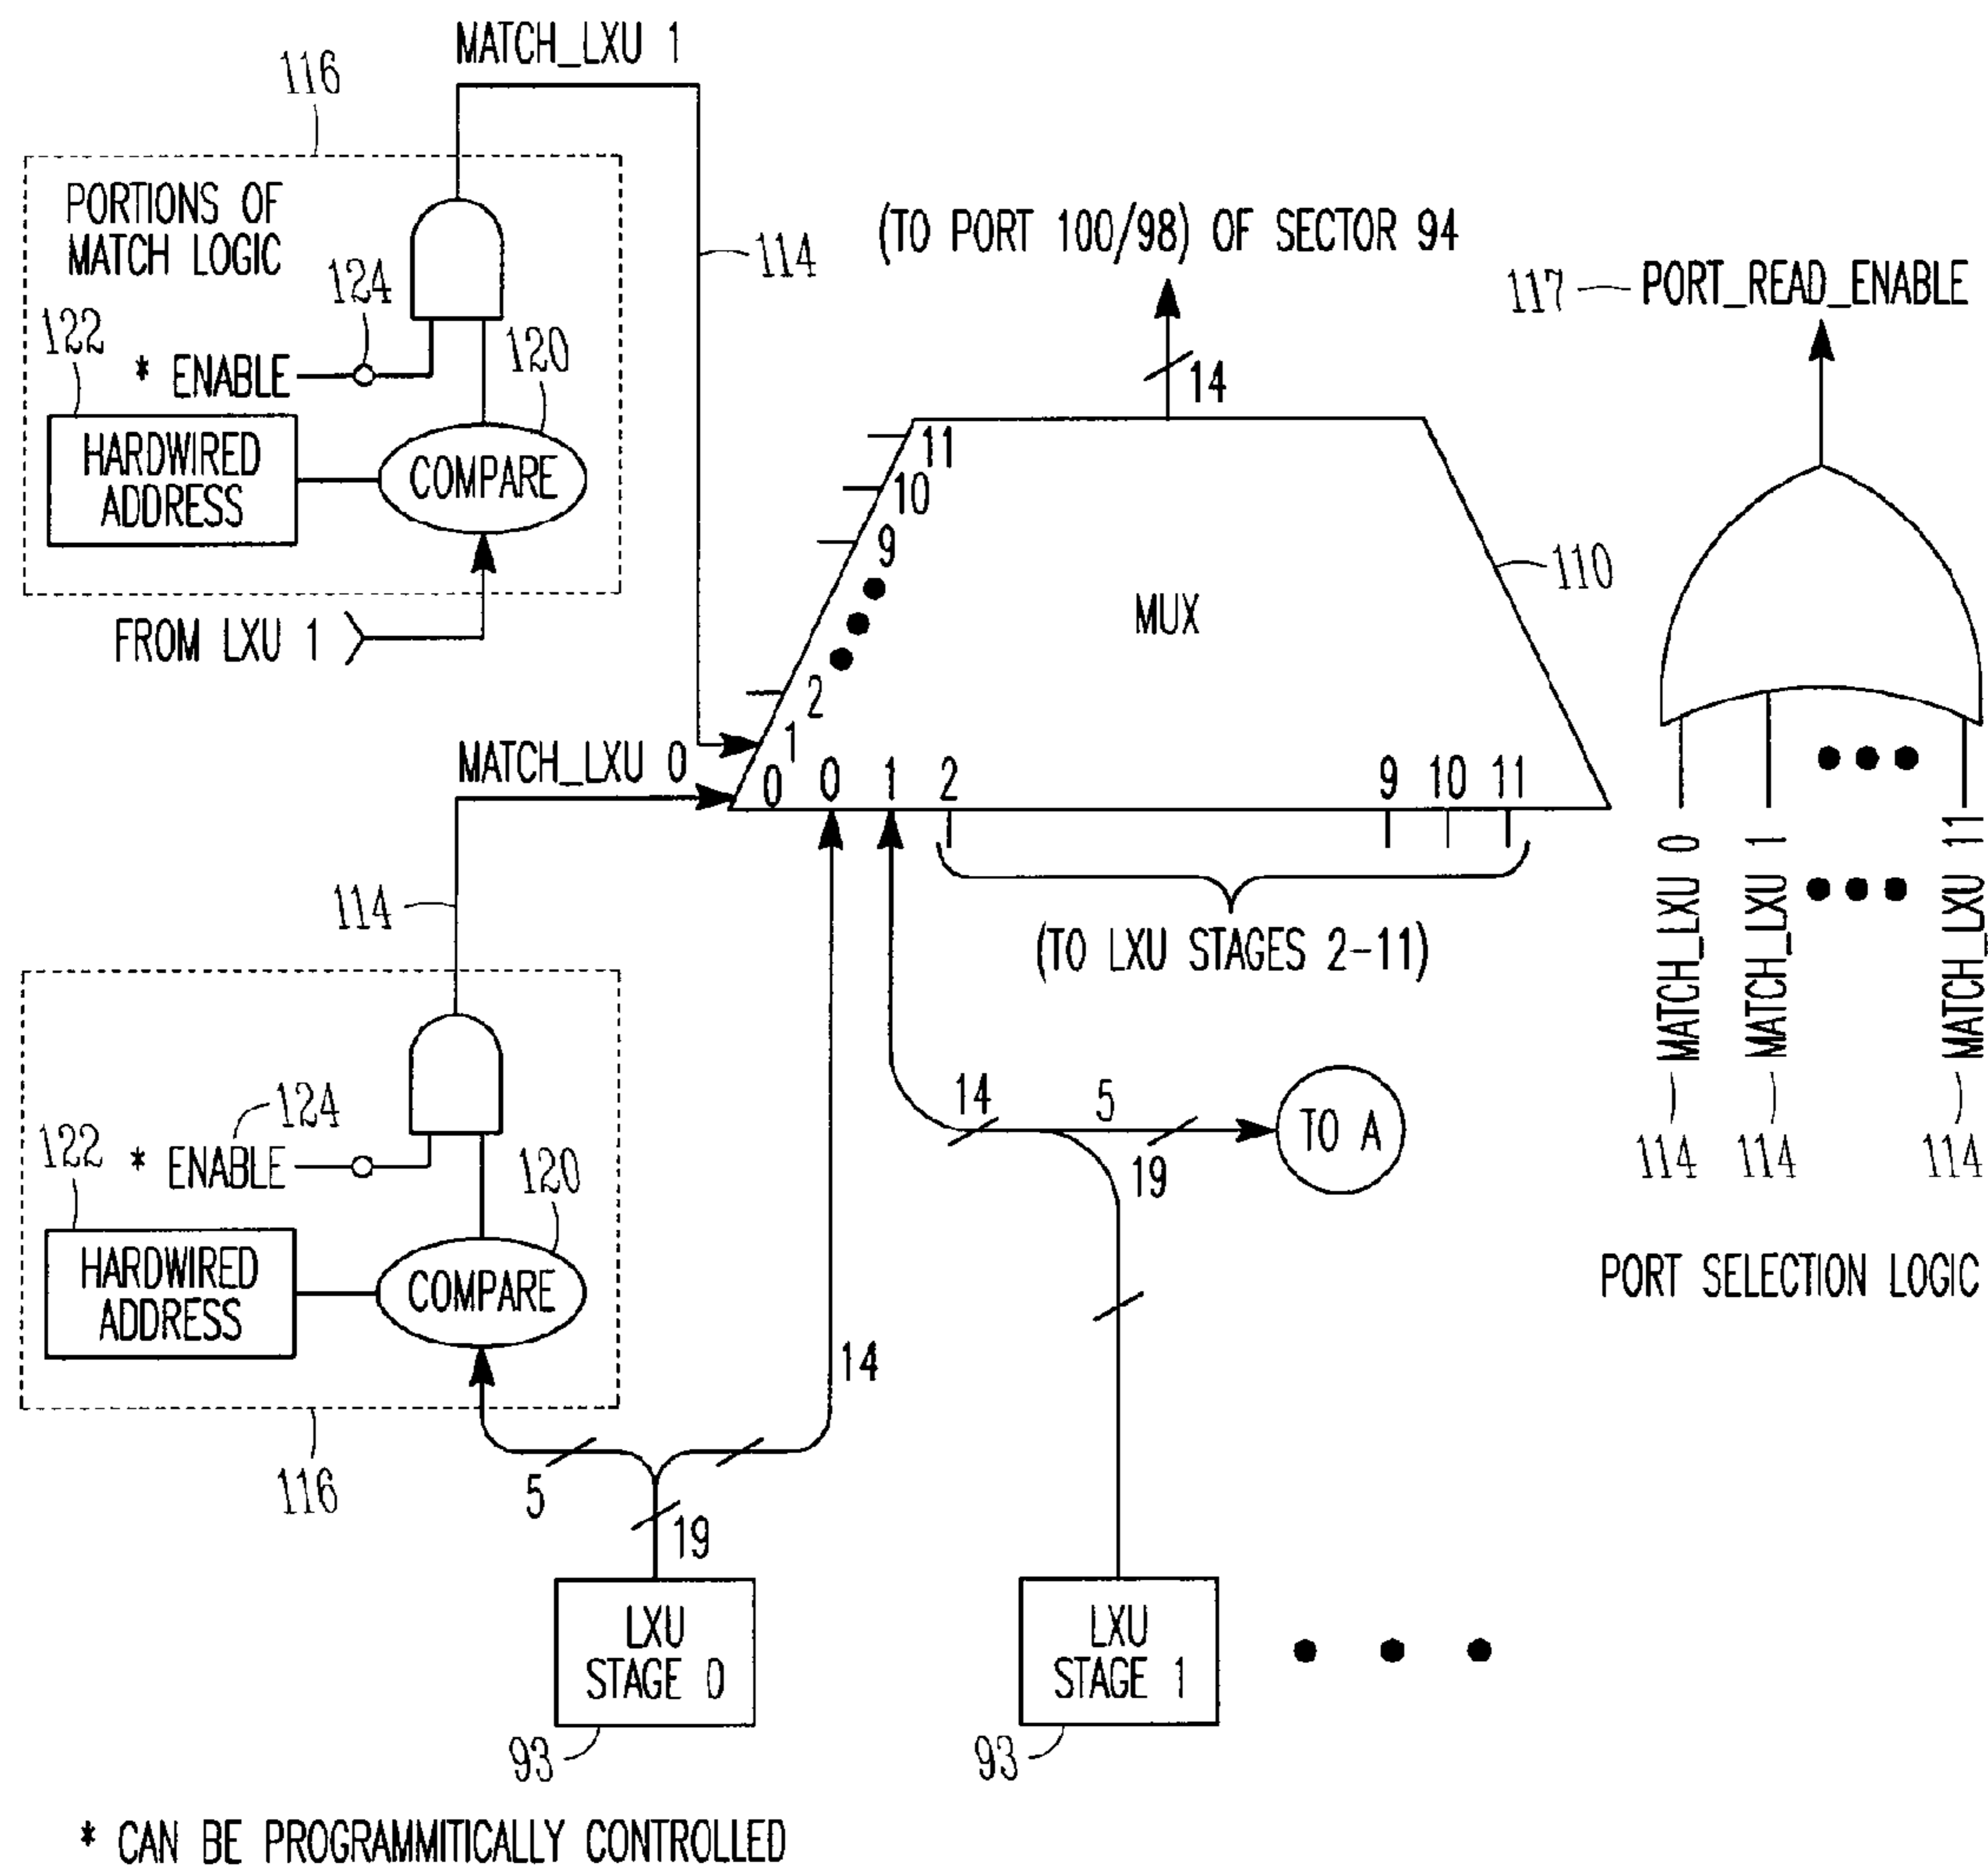 MATCH_LXU 1
116
PORTIONS OF
MATCH LOGIC
124
122
* ENABLE
120
HARDWIRED
ADDRESS
COMPARE
FROM LXU 1
114
(TO PORT 100/98) OF SECTOR 94
14
117
PORT_READ_ENABLE
11
10
9
2
1
0
MUX
110
MATCH_LXU 0
0
1
2
9
10
11
(TO LXU STAGES 2-11)
MATCH_LXU 0
MATCH_LXU 1
MATCH_LXU 11
114
114
114
PORT SELECTION LOGIC
114
124
122
* ENABLE
120
HARDWIRED
ADDRESS
COMPARE
116
14
5
19
TO A
14
5
19
LXU
STAGE 0
93
LXU
STAGE 1
93
* CAN BE PROGRAMMITICALLY CONTROLLED